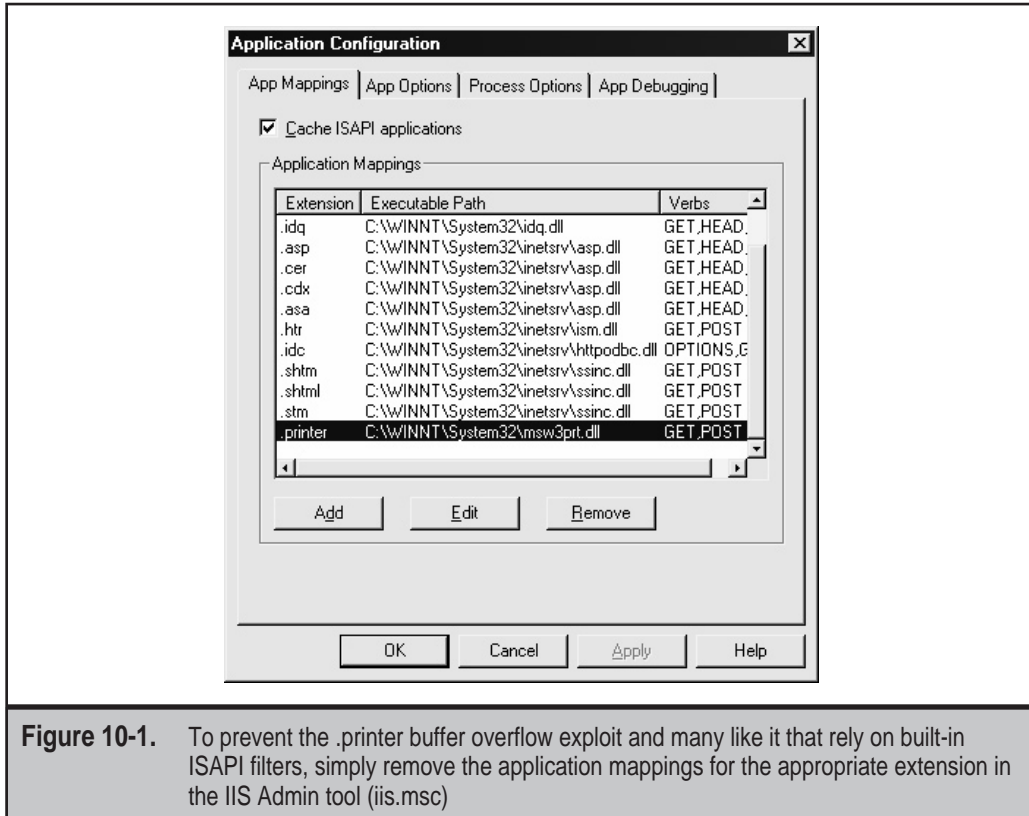 Application Configuration
App Mappings App Options Process Options App Debugging
Cache ISAPI applications
Application Mappings
Extension Executable Path Verbs
.idq C:\WINNT\System32\idq.dll GET,HEAD,
.asp C:\WINNT\System32\inetsrv\asp.dll GET,HEAD,
.cer C:\WINNT\System32\inetsrv\asp.dll GET,HEAD,
.cdx C:\WINNT\System32\inetsrv\asp.dll GET,HEAD,
.asa C:\WINNT\System32\inetsrv\asp.dll GET,HEAD,
.htr C:\WINNT\System32\inetsrv\ism.dll GET,POST
.idc C:\WINNT\System32\inetsrv\httpodbc.dll OPTIONS,G
.shtm C:\WINNT\System32\inetsrv\ssinc.dll GET,POST
.shtml C:\WINNT\System32\inetsrv\ssinc.dll GET,POST
.stm C:\WINNT\System32\inetsrv\ssinc.dll GET,POST
.printer C:\WINNT\System32\msw3prt.dll GET,POST
Add Edit Remove
OK Cancel Apply Help
Figure 10-1. To prevent the .printer buffer overflow exploit and many like it that rely on built-in
ISAPI filters, simply remove the application mappings for the appropriate extension in
the IIS Admin tool (iis.msc)